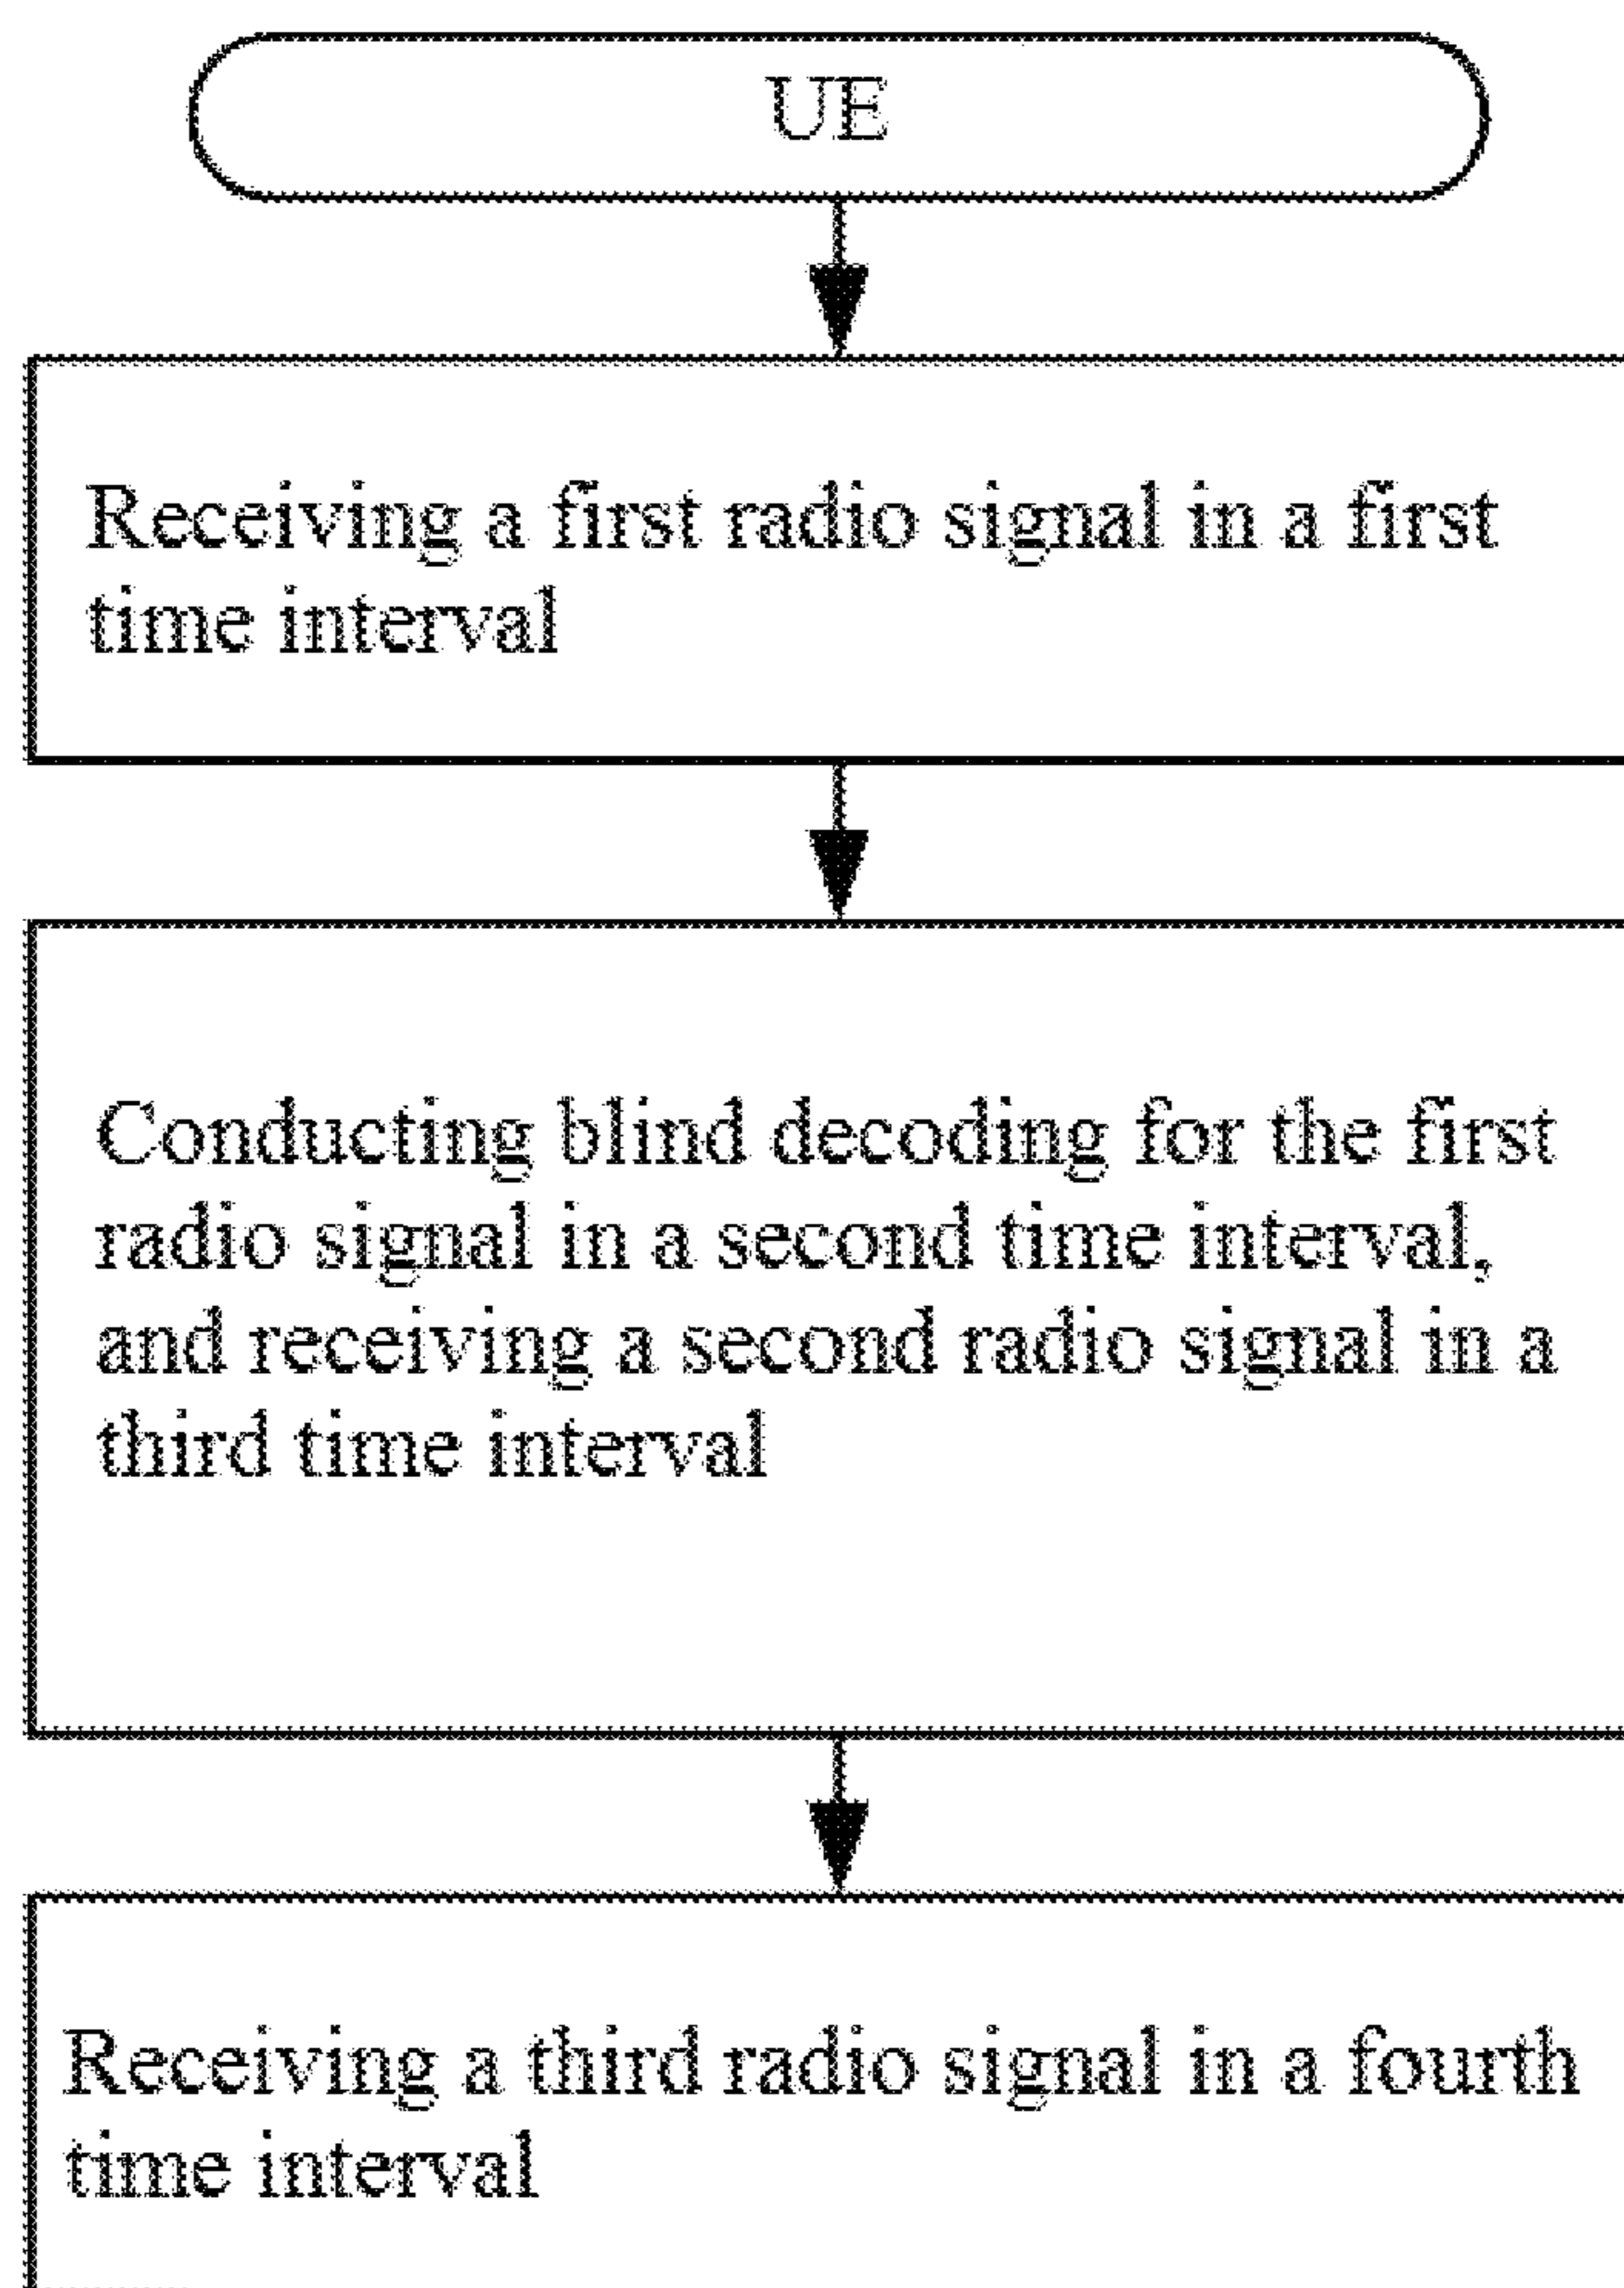 UE
Receiving a first radio signal in a first
time interval
Conducting blind decoding for the first
radio signal in a second time interval,
and receiving a second radio signal in a
third time interval
Receiving a third radio signal in a fourth
time interval